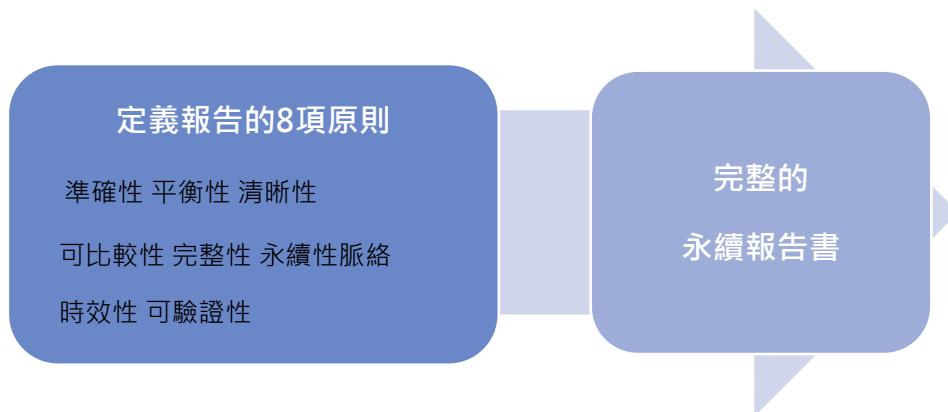 定義報告的8項原則
準確性 平衡性 清晰性
可比較性 完整性 永續性脈絡
時效性 可驗證性
完整的
永續報告書